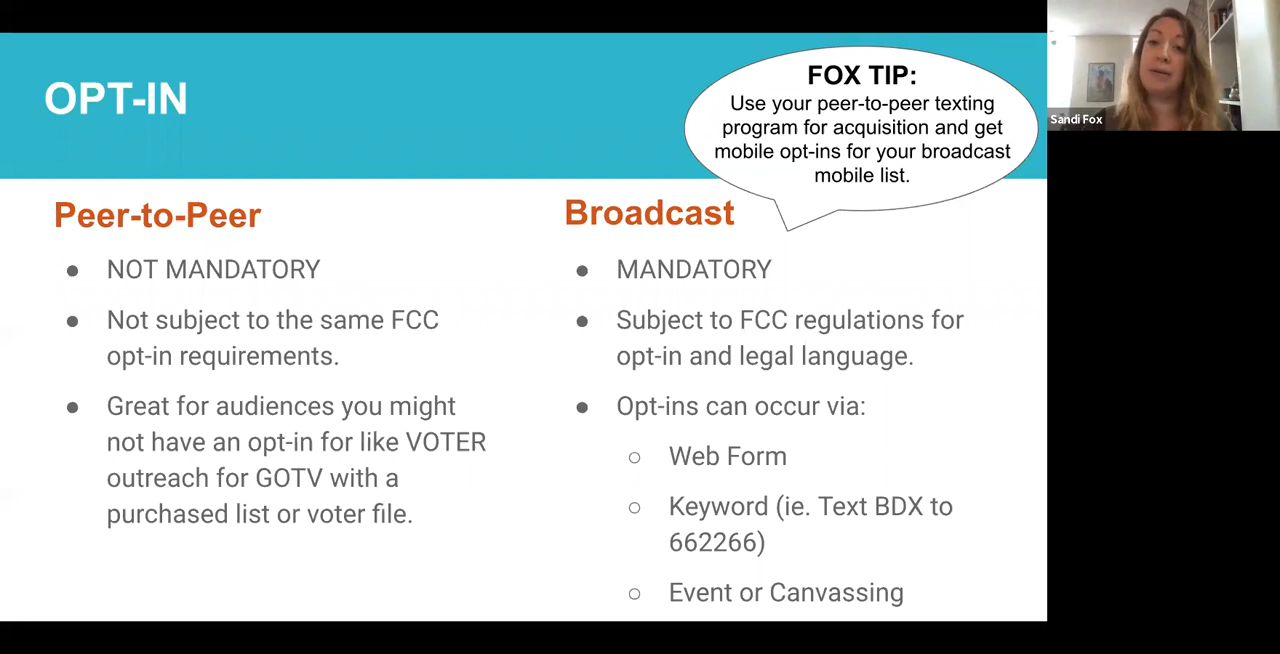 OPT-IN
FOX TIP:
Use your peer-to-peer texting
program for acquisition and get
mobile opt-ins for your broadcast
mobile list.
Sandi Fox
Peer-to-Peer
● NOT MANDATORY
● Not subject to the same FCC
opt-in requirements.
● Great for audiences you might
not have an opt-in for like VOTER
outreach for GOTV with a
purchased list or voter file.
Broadcast
● MANDATORY
● Subject to FCC regulations for
opt-in and legal language.
● Opt-ins can occur via:
○ Web Form
○ Keyword (ie. Text BDX to
662266)
○ Event or Canvassing